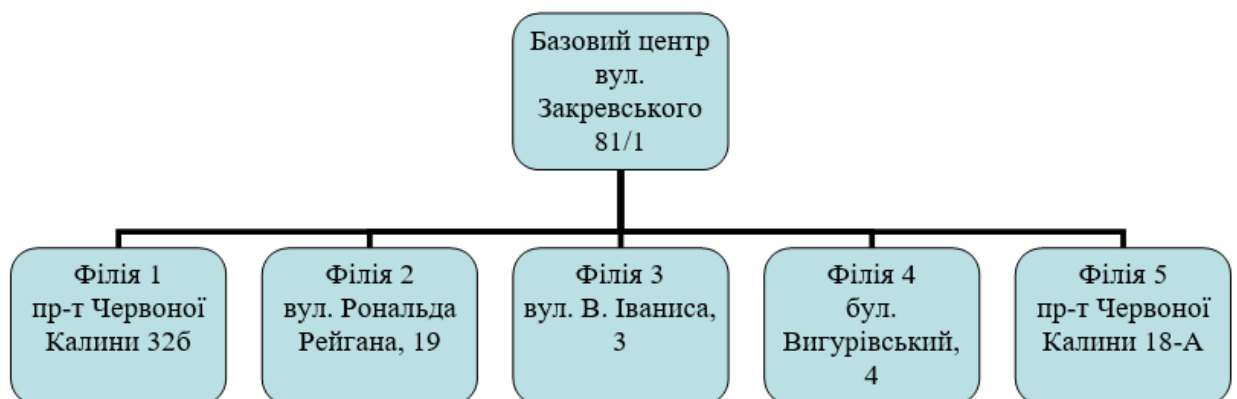 Базовий центр
вул.
Закревського
81/1
Філія 1
пр-т Червоної
Калини 32б
Філія 2
вул. Рональда
Рейгана, 19
Філія 3
вул. В. Іваниса,
3
Філія 4
бул.
Вигурівський,
4
Філія 5
пр-т Червоної
Калини 18-А